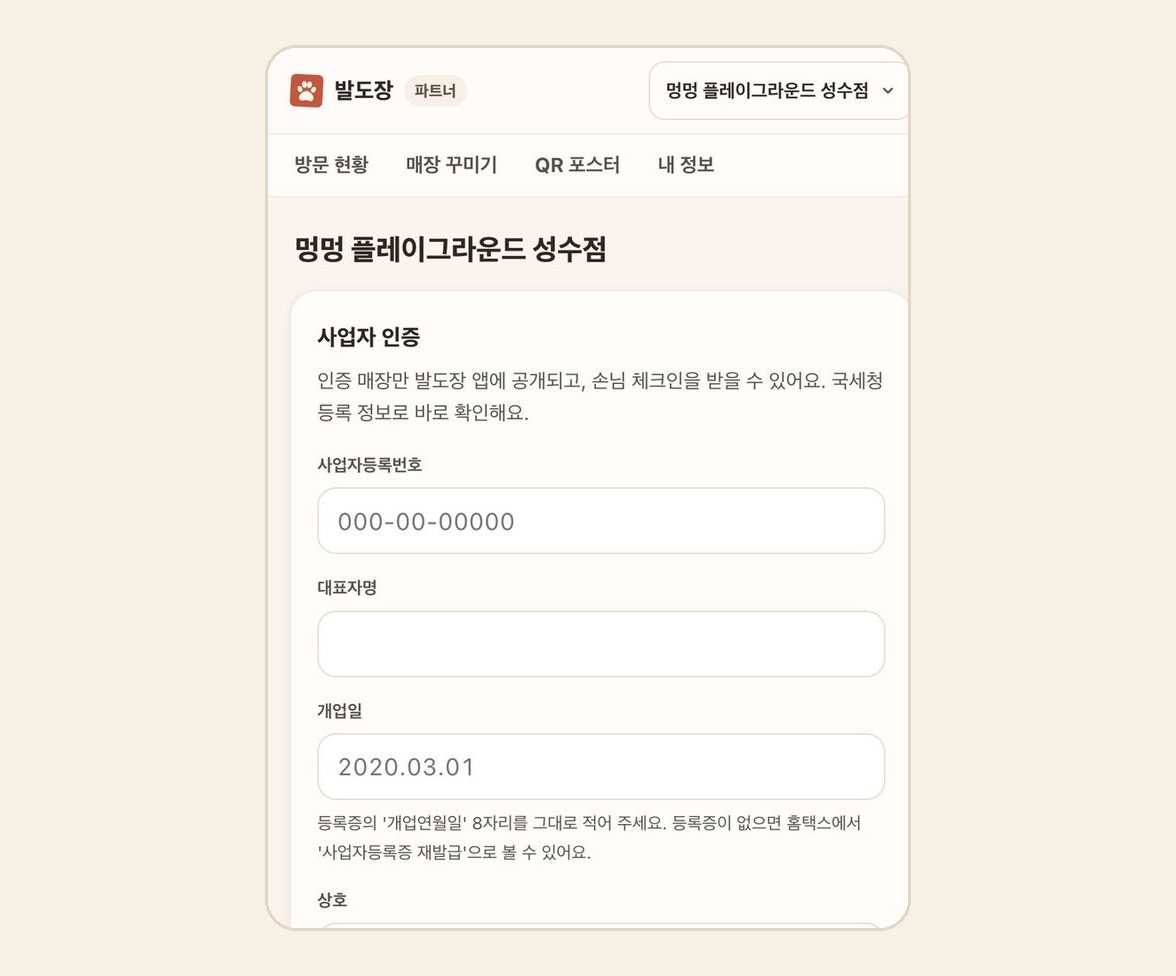 발도장 파트너 멍멍 플레이그라운드 성수점
방문 현황 매장 꾸미기 QR 포스터 내 정보
멍멍 플레이그라운드 성수점
사업자 인증
인증 매장만 발도장 앱에 공개되고, 손님 체크인을 받을 수 있어요. 국세청
등록 정보로 바로 확인해요.
사업자등록번호
000-00-00000
대표자명
개업일
2020.03.01
등록증의 '개업연월일' 8자리를 그대로 적어 주세요. 등록증이 없으면 홈택스에서
'사업자등록증 재발급'으로 볼 수 있어요.
상호